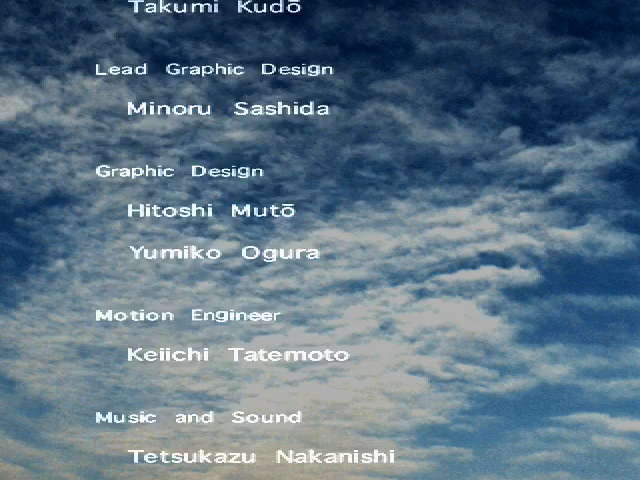 Takumi Kudō
Lead Graphic Design
Minoru Sashida
Graphic Design
Hitoshi Mutō
Yumiko Ogura
Motion Engineer
Keiichi Tatemoto
Music and Sound
Tetsukazu Nakanishi